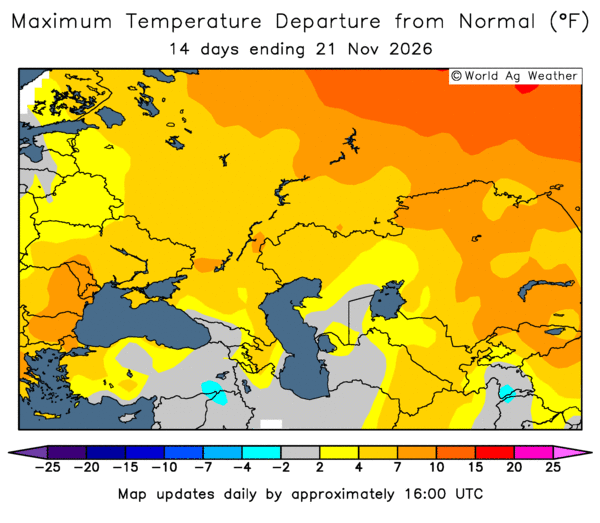 Maximum Temperature Departure from Normal (°F)
14 days ending 21 Nov 2026
© World Ag Weather
-25 -20 -15 -10 -7 -4 -2 2 4 7 10 15 20 25
Map updates daily by approximately 16:00 UTC